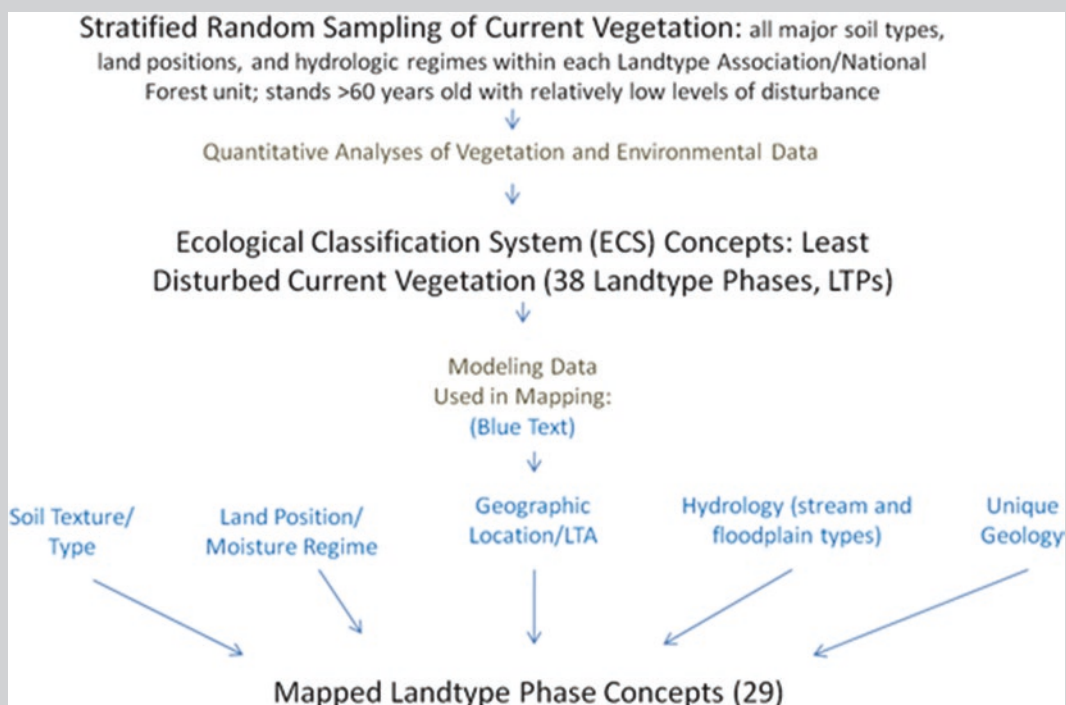 Stratified Random Sampling of Current Vegetation: all major soil types,
land positions, and hydrologic regimes within each Landtype Association/National
Forest unit; stands >60 years old with relatively low levels of disturbance
Quantitative Analyses of Vegetation and Environmental Data
Ecological Classification System (ECS) Concepts: Least
Disturbed Current Vegetation (38 Landtype Phases, LTPs)
Modeling Data
Used in Mapping:
(Blue Text)
Soil Texture/
Type
Land Position/
Moisture Regime
Geographic
Location/LTA
Hydrology (stream and
floodplain types)
Unique
Geology
Mapped Landtype Phase Concepts (29)